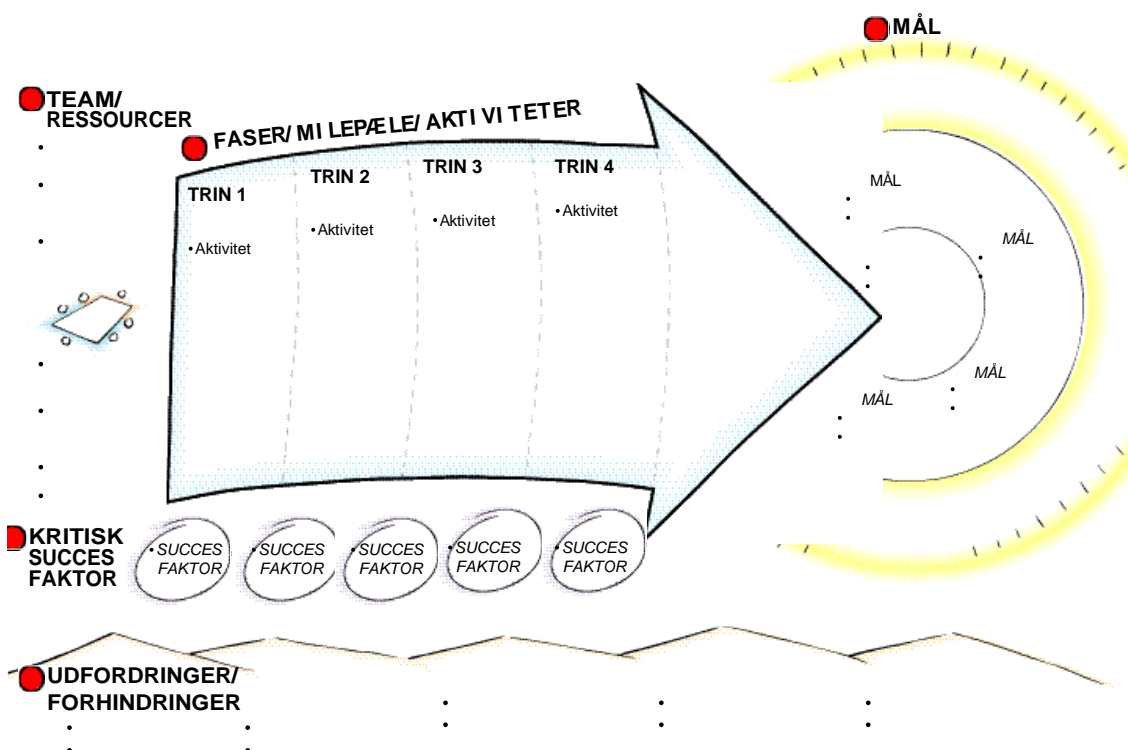 MÅL
TEAM/
RESSOURCER
FASER/ MI LEPÆLE/ AKTI VI TETER
TRIN 1
TRIN 2
TRIN 3
TRIN 4
•Aktivitet
•Aktivitet
•Aktivitet
•Aktivitet
MÅL
MÅL
MÅL
MÅL
KRITISK
SUCCES
FAKTOR
•SUCCES
FAKTOR
•SUCCES
FAKTOR
•SUCCES
FAKTOR
•SUCCES
FAKTOR
•SUCCES
FAKTOR
UDFORDRINGER/
FORHINDRINGER